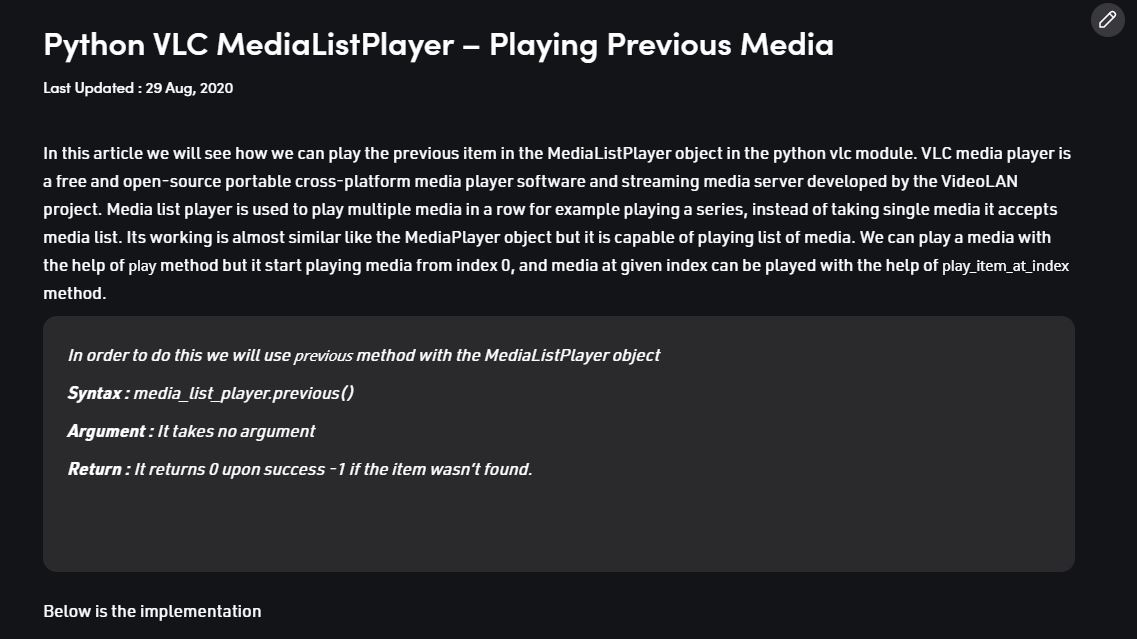 Python VLC MediaListPlayer – Playing Previous Media
Last Updated : 29 Aug, 2020
In this article we will see how we can play the previous item in the MediaListPlayer object in the python vlc module. VLC media player is
a free and open-source portable cross-platform media player software and streaming media server developed by the VideoLAN
project. Media list player is used to play multiple media in a row for example playing a series, instead of taking single media it accepts
media list. Its working is almost similar like the MediaPlayer object but it is capable of playing list of media. We can play a media with
the help of play method but it start playing media from index 0, and media at given index can be played with the help of play_item_at_index
method.
In order to do this we will use previous method with the MediaListPlayer object
Syntax : media_list_player.previous()
Argument : It takes no argument
Return : It returns 0 upon success -1 if the item wasn’t found.
Below is the implementation